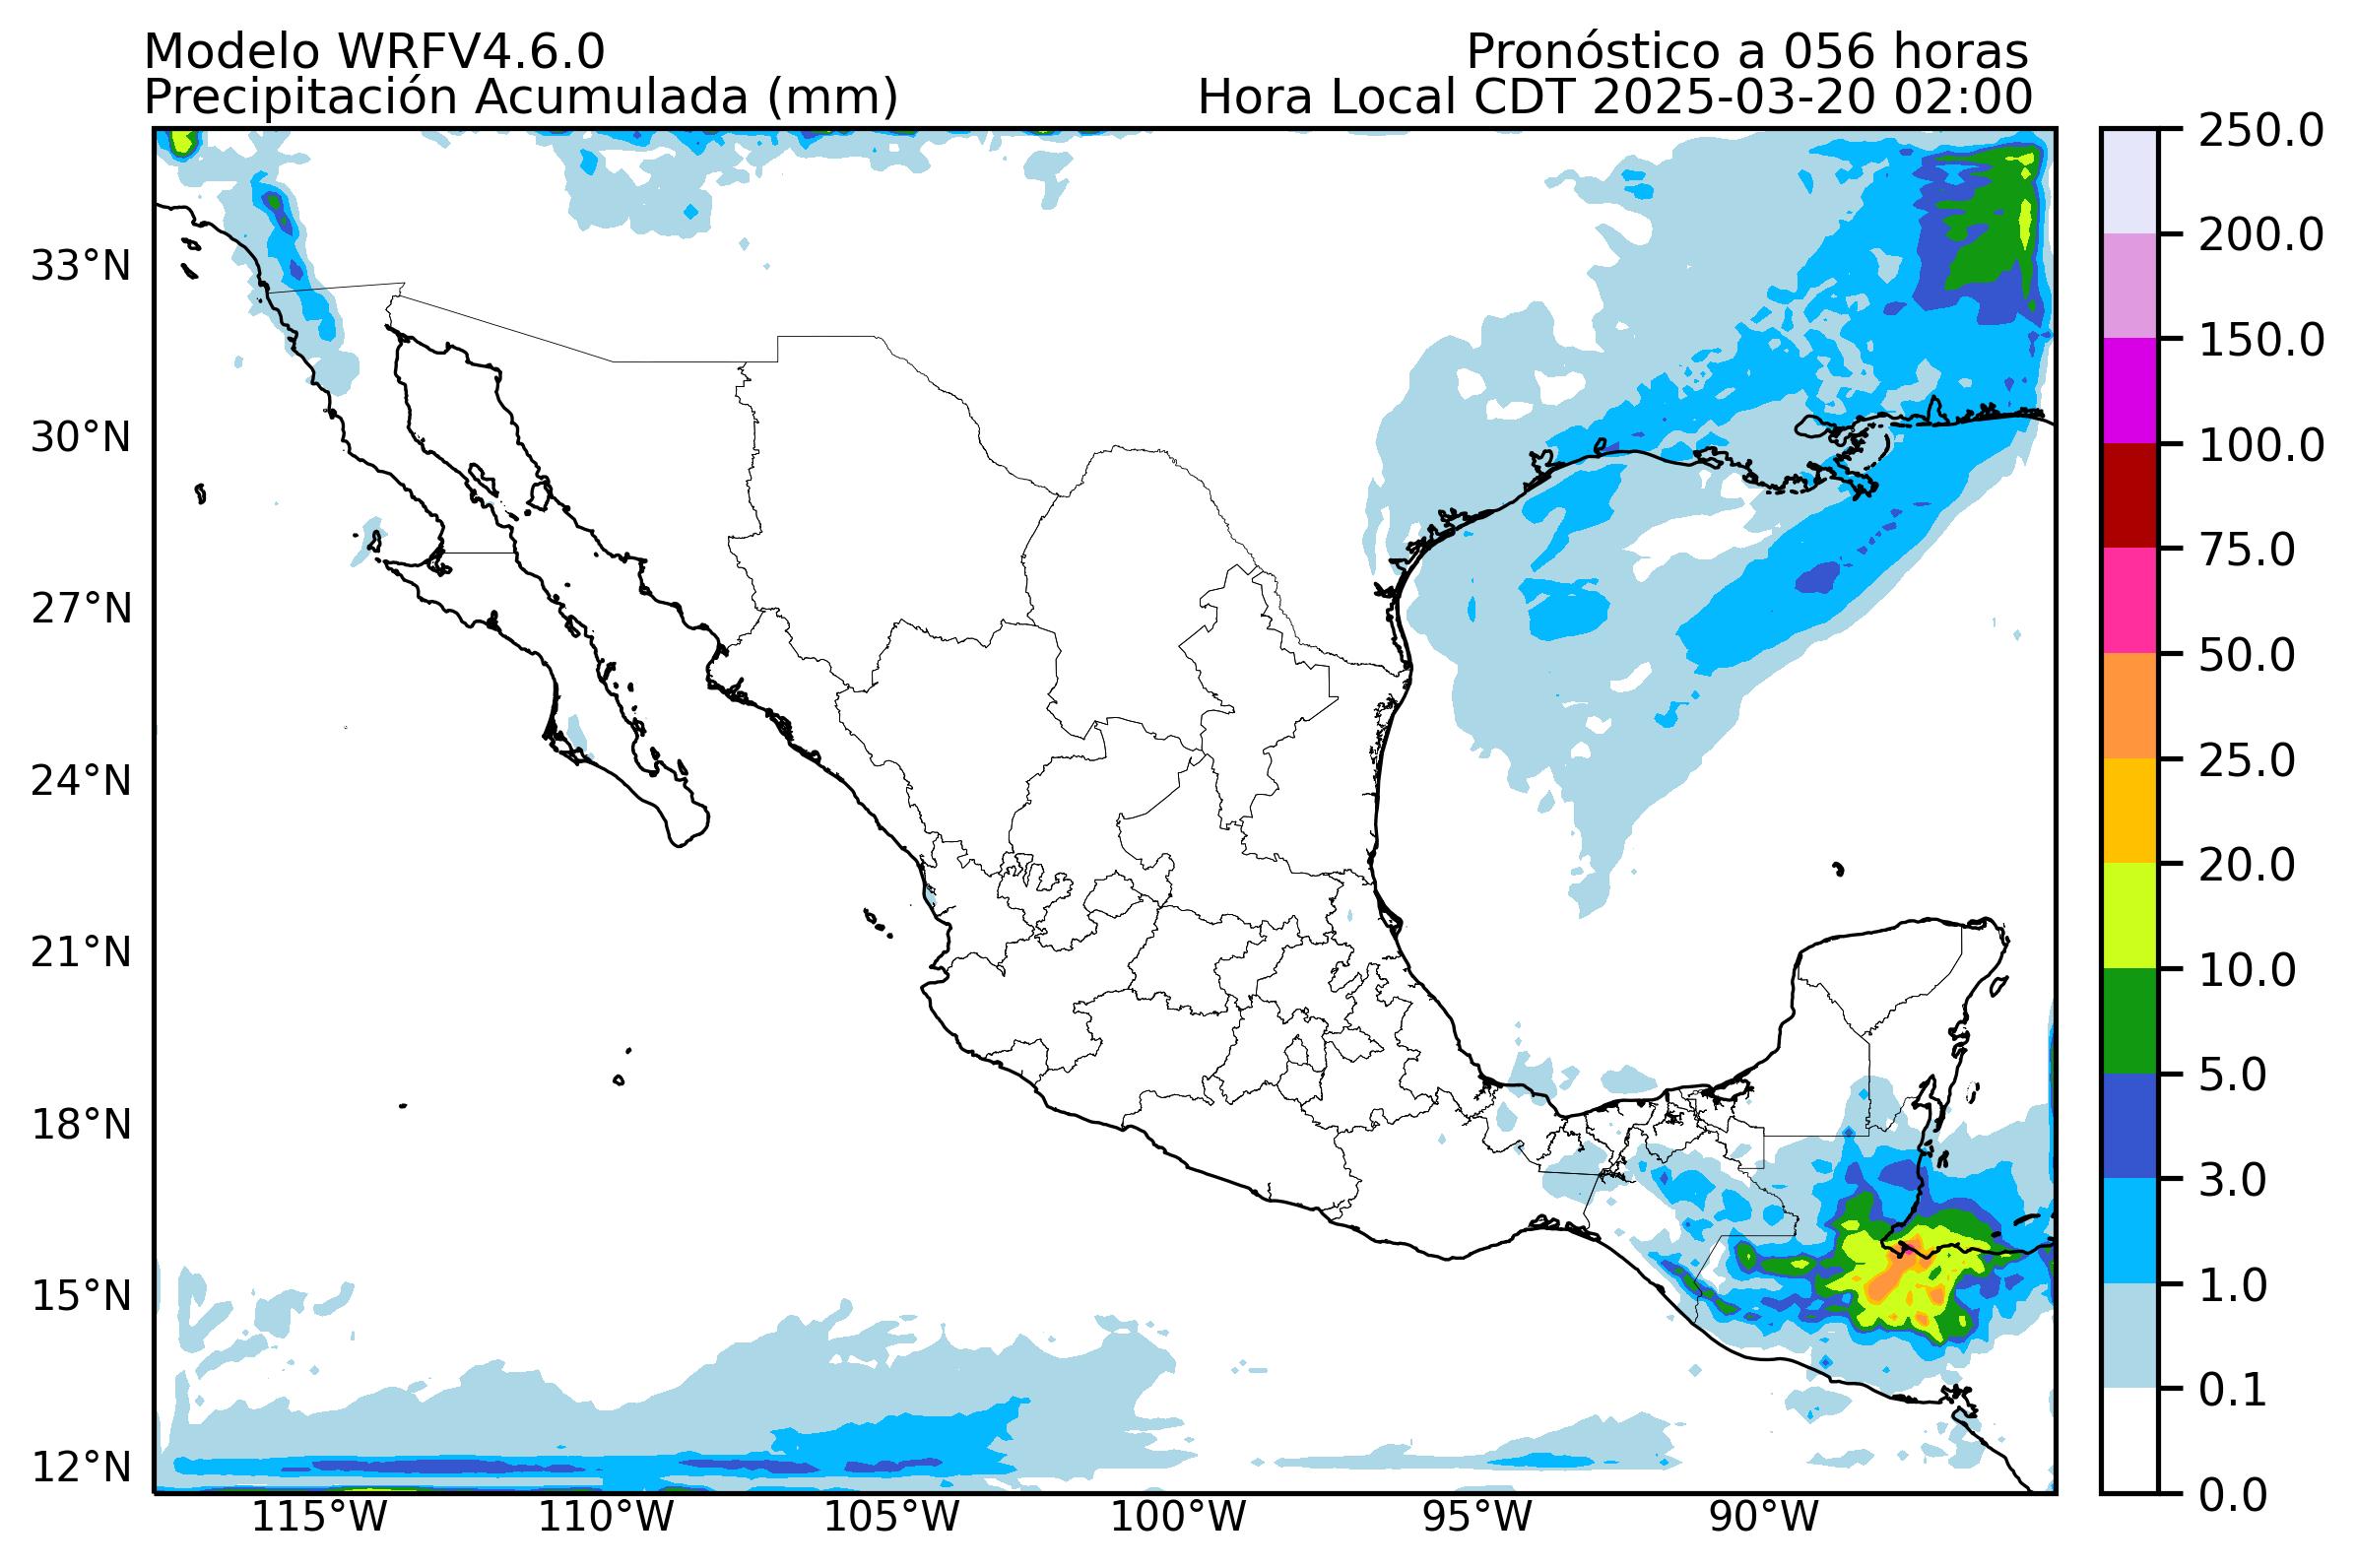 Modelo WRFV4.6.0
Pronóstico a 056 horas
Precipitación Acumulada (mm)
Hora Local CDT 2025-03-20 02:00
33°N
30°N
27°N
24°N
21°N
18°N
15°N
12°N
115°W
110°W
105°W
100°W
95°W
90°W
250.0
200.0
150.0
100.0
75.0
50.0
25.0
20.0
10.0
5.0
3.0
1.0
0.1
0.0